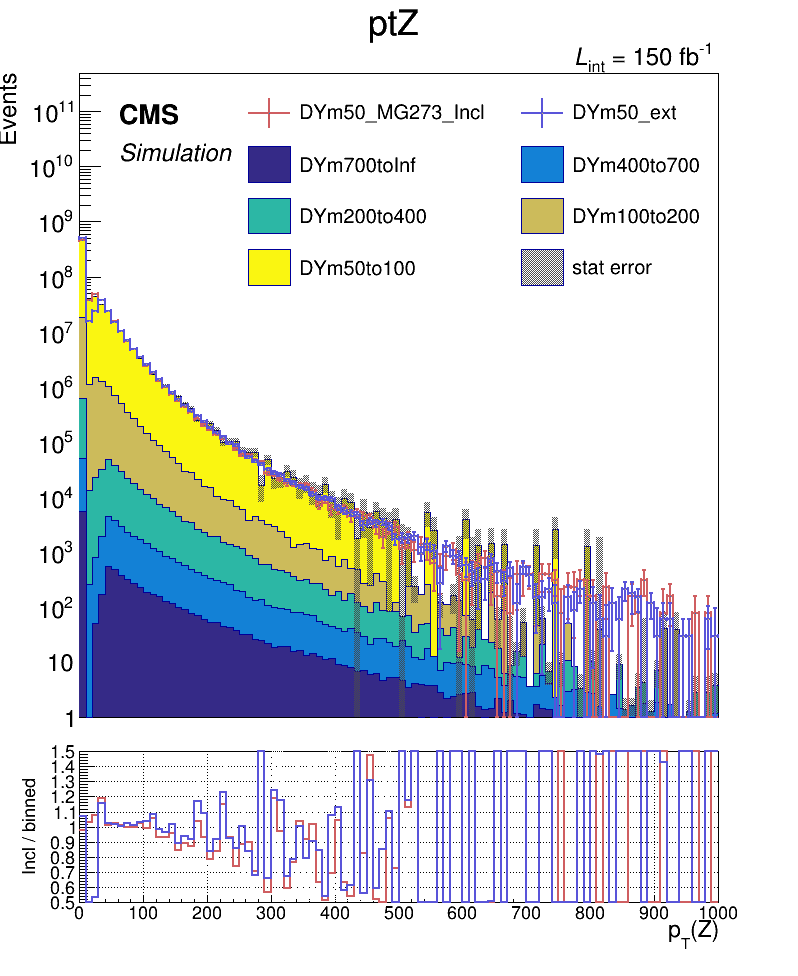 ptZ
L_int = 150 fb^-1
Events
CMS
Simulation
DYm50_MG273_Incl
DYm50_ext
DYm700toInf
DYm400to700
DYm200to400
DYm100to200
DYm50to100
stat error
10^11
10^10
10^9
10^8
10^7
10^6
10^5
10^4
10^3
10^2
10
1
Incl / binned
1.5
1.4
1.3
1.2
1.1
1
0.9
0.8
0.7
0.6
0.5
0 100 200 300 400 500 600 700 800 900 1000
p_T(Z)